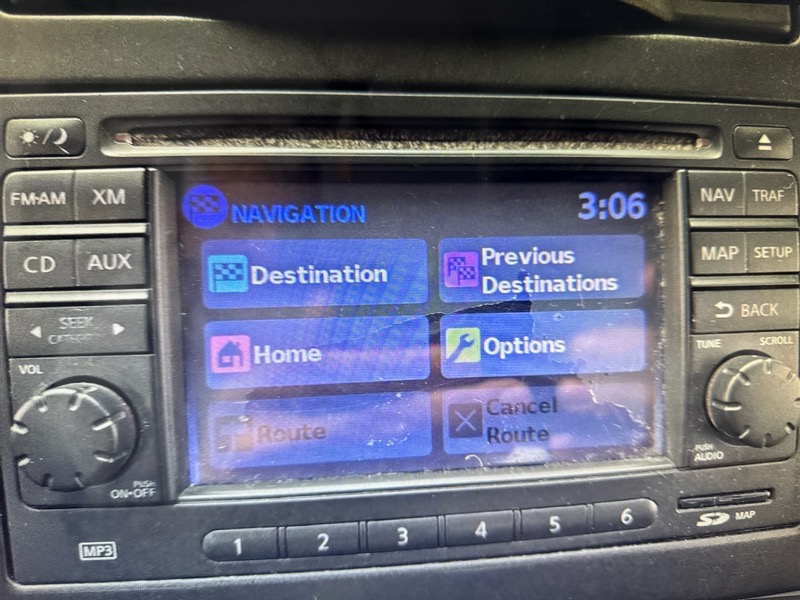 FM·AM
XM
CD
AUX
SEEK
CATEGORY
VOL
PUSH
ON·OFF
MP3
NAVIGATION
3:06
Destination
Previous
Destinations
Home
Options
Route
Cancel
Route
NAV
TRAF
MAP
SETUP
BACK
TUNE
SCROLL
PUSH
AUDIO
SD
MAP
1
2
3
4
5
6